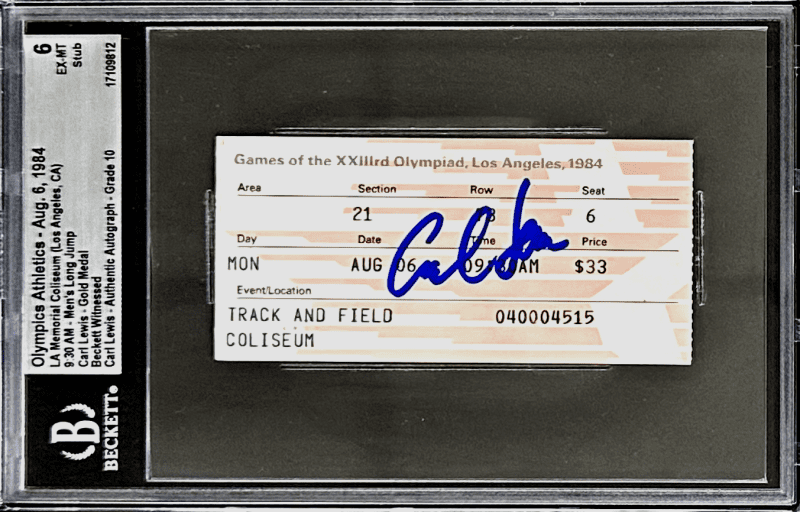 6
EX-MT
Stub
17109812
Olympics Athletics - Aug. 6, 1984
LA Memorial Coliseum (Los Angeles, CA)
9:30 AM - Men's Long Jump
Carl Lewis - Gold Medal
Beckett Witnessed
Carl Lewis - Authentic Autograph - Grade 10
B
BECKETT
Games of the XXIIIrd Olympiad, Los Angeles, 1984
Area Section Row Seat
21 6
Day Date Time Price
MON AUG 06 AM $33
Event/Location
TRACK AND FIELD 040004515
COLISEUM